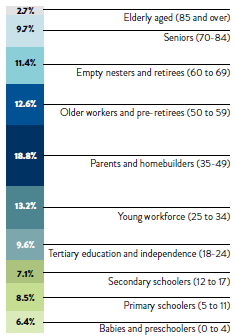 2.7%
Elderly aged (85 and over)
9.7%
Seniors (70-84)
11.4%
Empty nesters and retirees (60 to 69)
12.6%
Older workers and pre-retirees (50 to 59)
18.8%
Parents and homebuilders (35-49)
13.2%
Young workforce (25 to 34)
9.6%
Tertiary education and independence (18-24)
7.1%
Secondary schoolers (12 to 17)
8.5%
Primary schoolers (5 to 11)
6.4%
Babies and preschoolers (0 to 4)